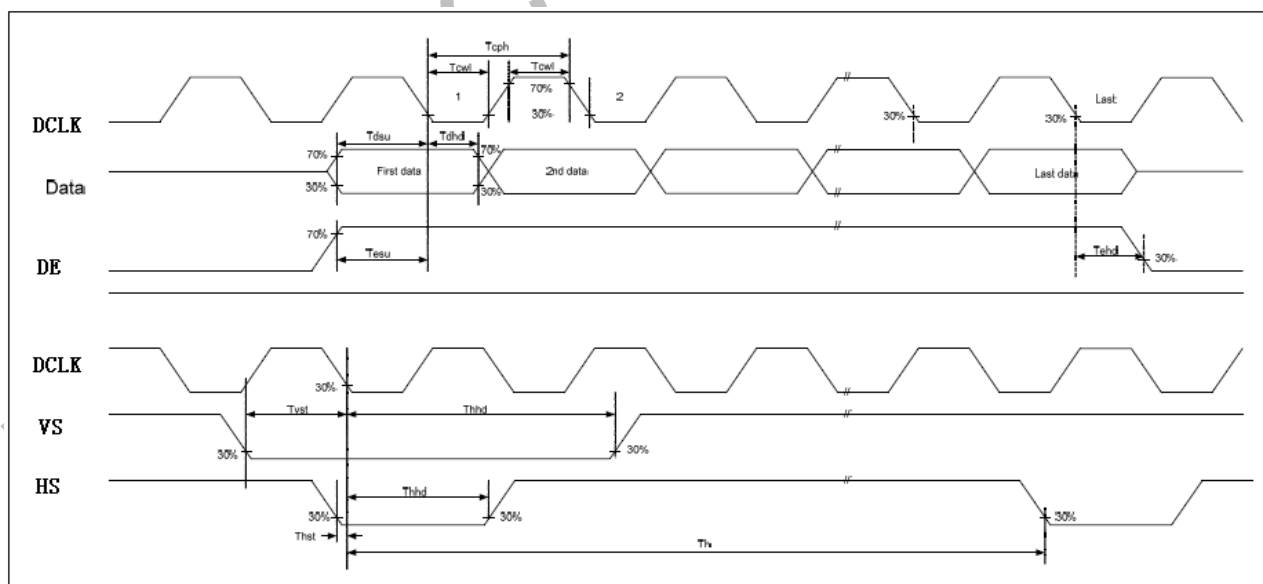 Tcph
Tcwl Tcwl
1 70% 2 Last
30% 30% 30%
DCLK
Tdsu Tdhd
70% 70%
First data 2nd data Last data
30% 30%
Data
70%
Tesu Tehd
DE 30%
DCLK
30%
Tvst Thhd
VS
30% 30%
HS
Thhd
30% 30% 30%
Thst
Th